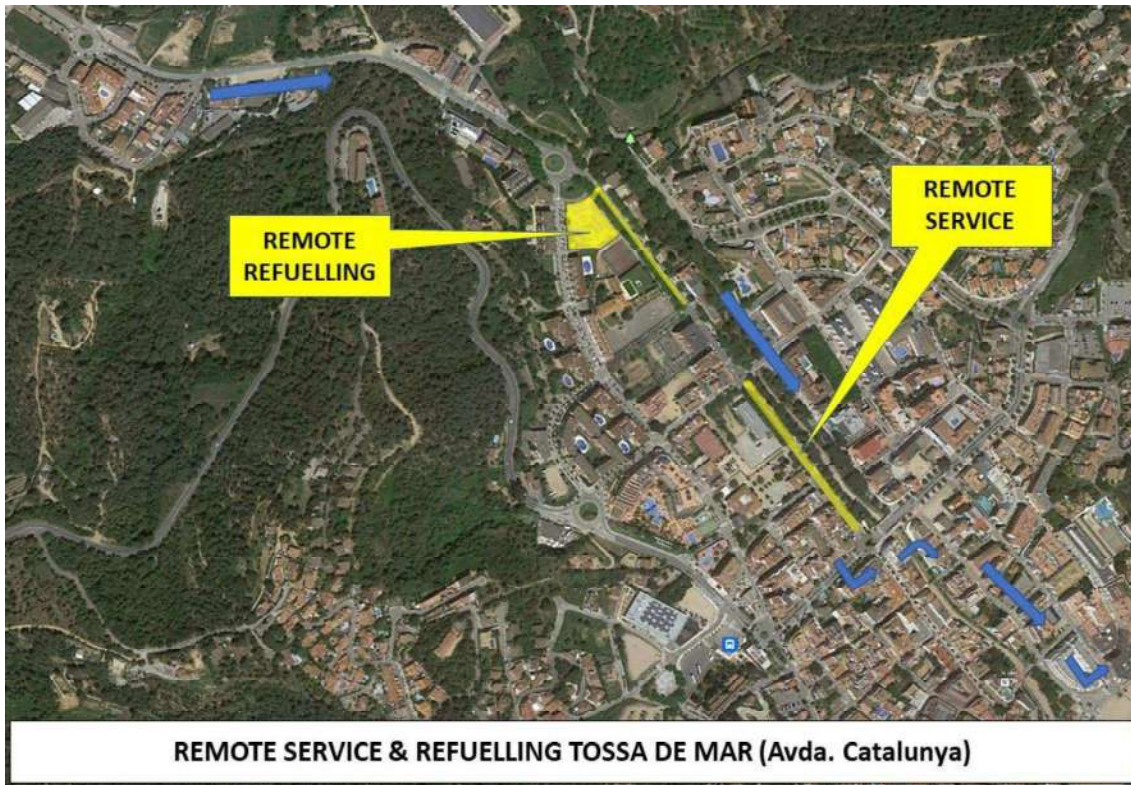 REMOTE
SERVICE
REMOTE
REFUELLING
REMOTE SERVICE & REFUELLING TOSSA DE MAR (Avda. Catalunya)